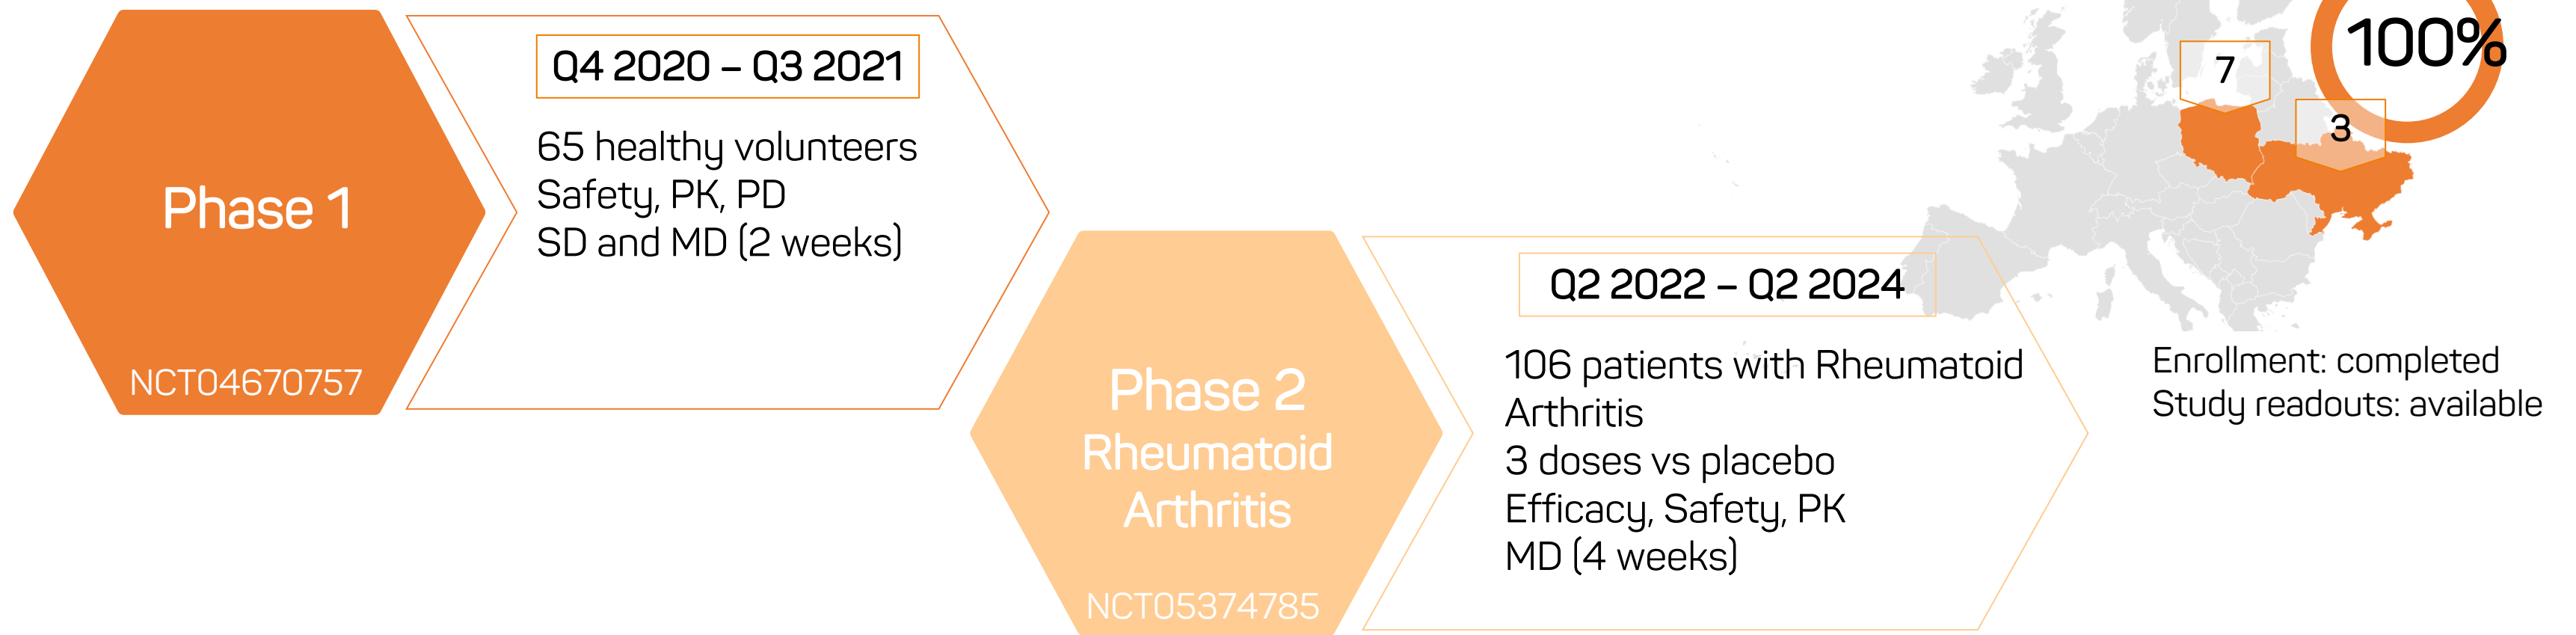 Phase 1
NCT04670757
Q4 2020 – Q3 2021
65 healthy volunteers
Safety, PK, PD
SD and MD (2 weeks)
Phase 2
Rheumatoid
Arthritis
NCT05374785
Q2 2022 – Q2 2024
106 patients with Rheumatoid
Arthritis
3 doses vs placebo
Efficacy, Safety, PK
MD (4 weeks)
100%
7
3
Enrollment: completed
Study readouts: available